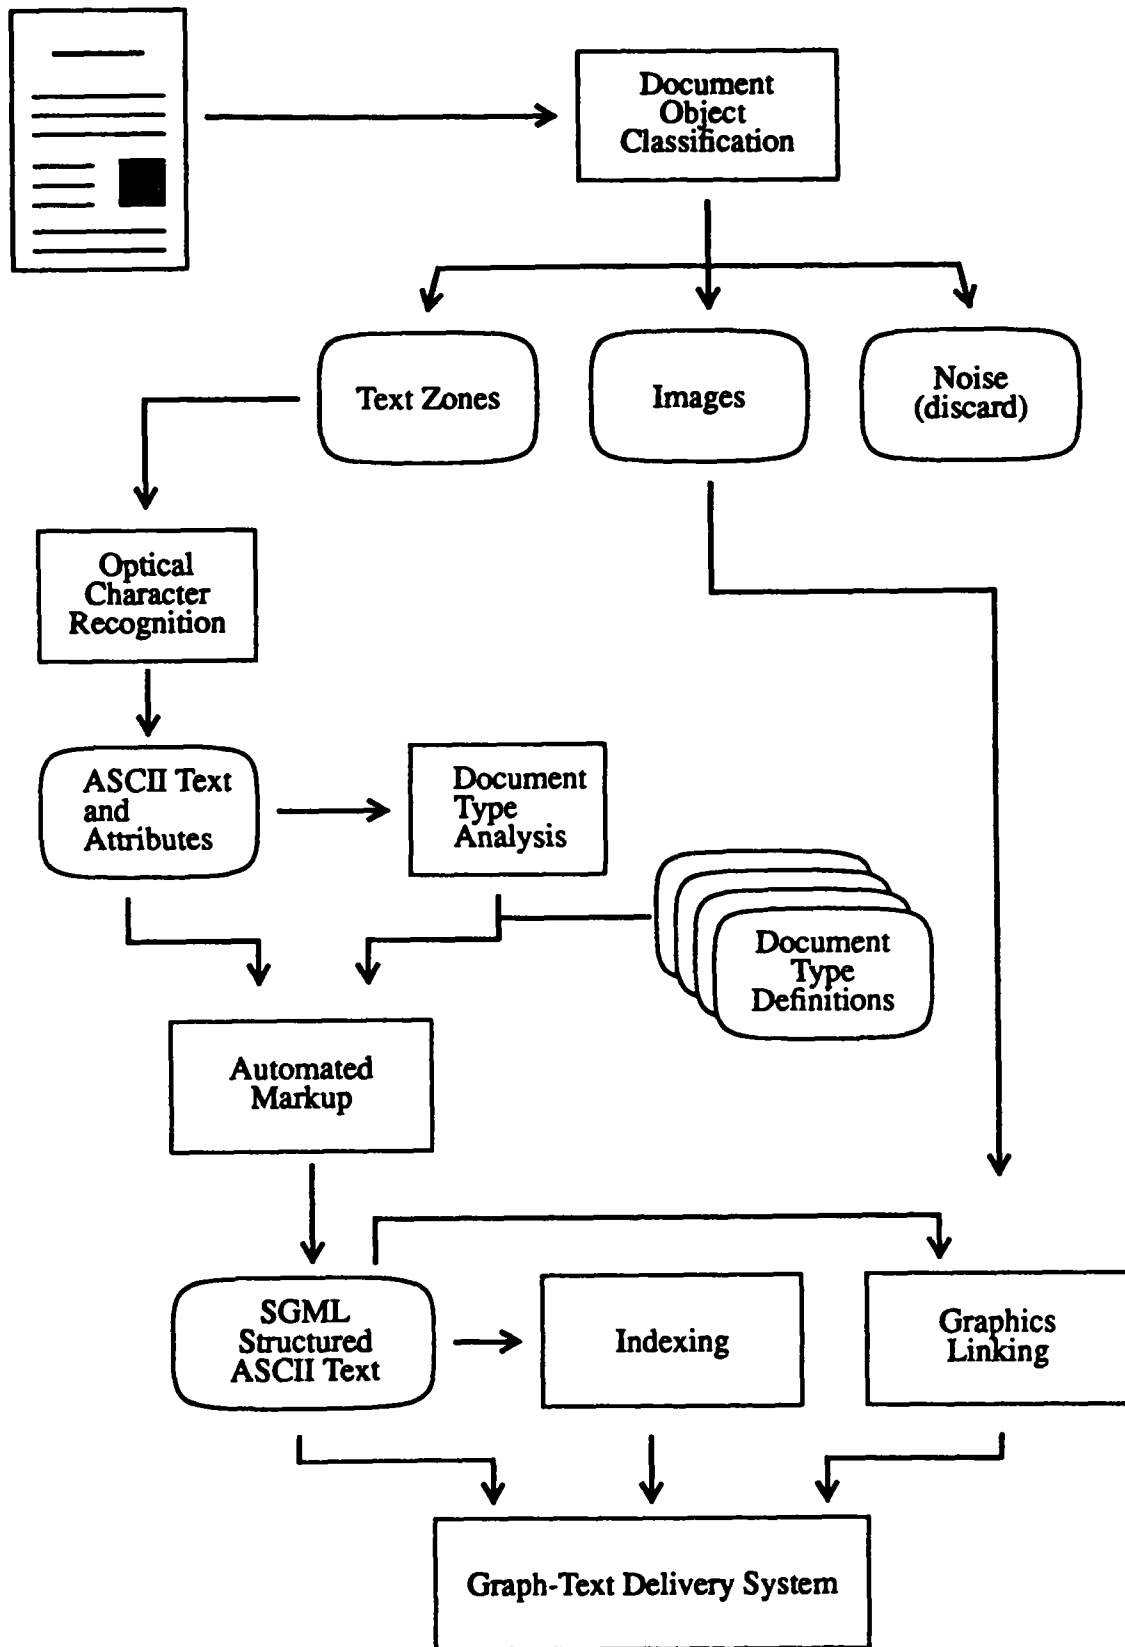 Document
Object
Classification
Text Zones
Images
Noise
(discard)
Optical
Character
Recognition
ASCII Text
and
Attributes
Document
Type
Analysis
Document
Type
Definitions
Automated
Markup
SGML
Structured
ASCII Text
Indexing
Graphics
Linking
Graph-Text Delivery System